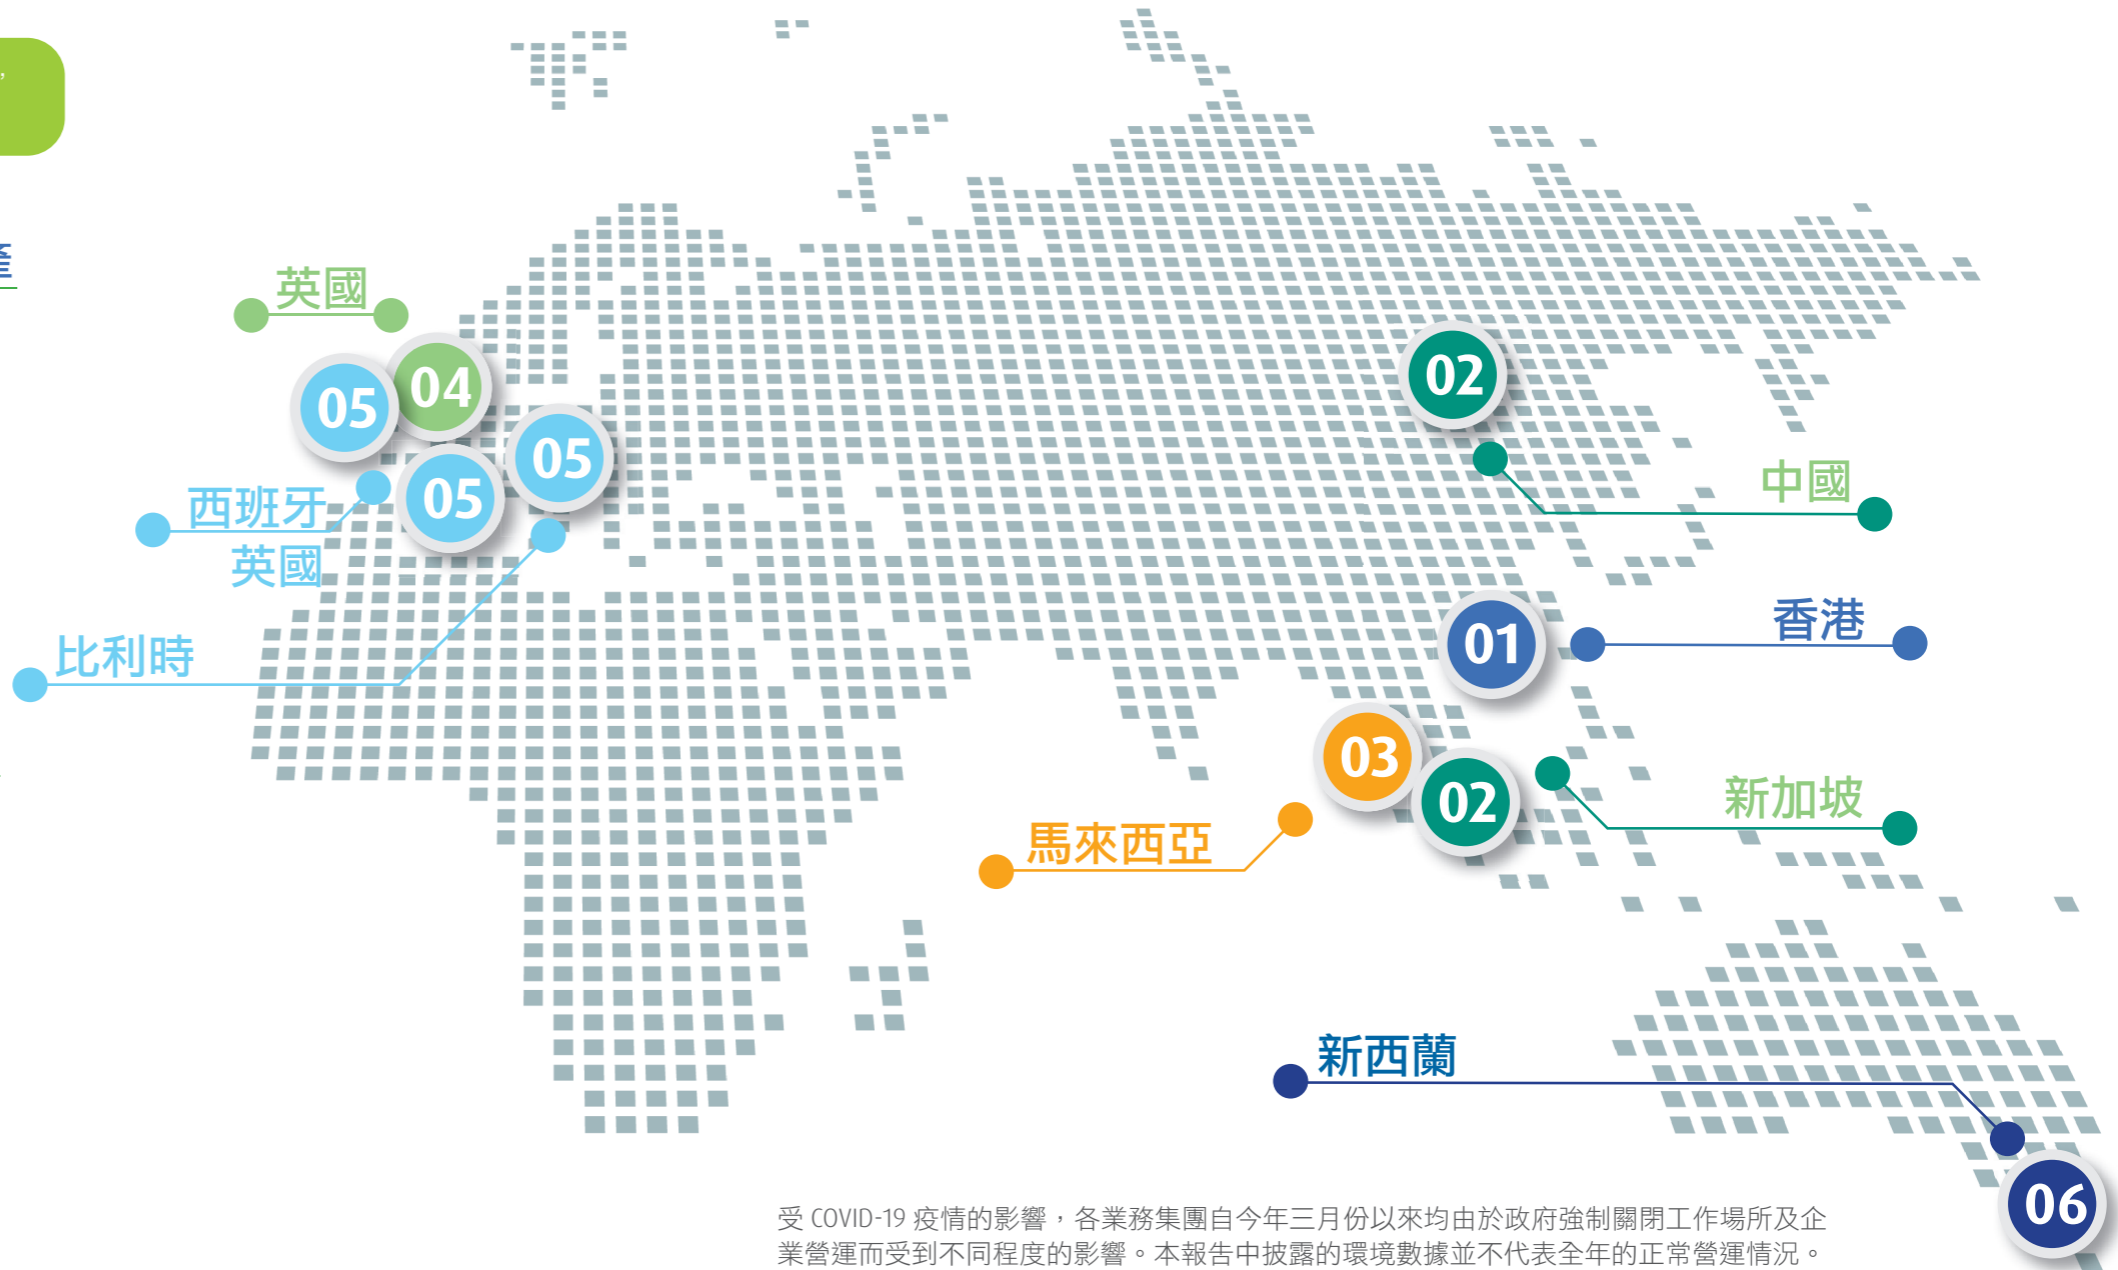 產
英國
04
05
05
05
02
西班牙
英國
中國
香港
01
比利時
03
02
新加坡
馬來西亞
新西蘭
06
受 COVID-19 疫情的影響，各業務集團自今年三月份以來均由於政府強制關閉工作場所及企
業營運而受到不同程度的影響。本報告中披露的環境數據並不代表全年的正常營運情況。